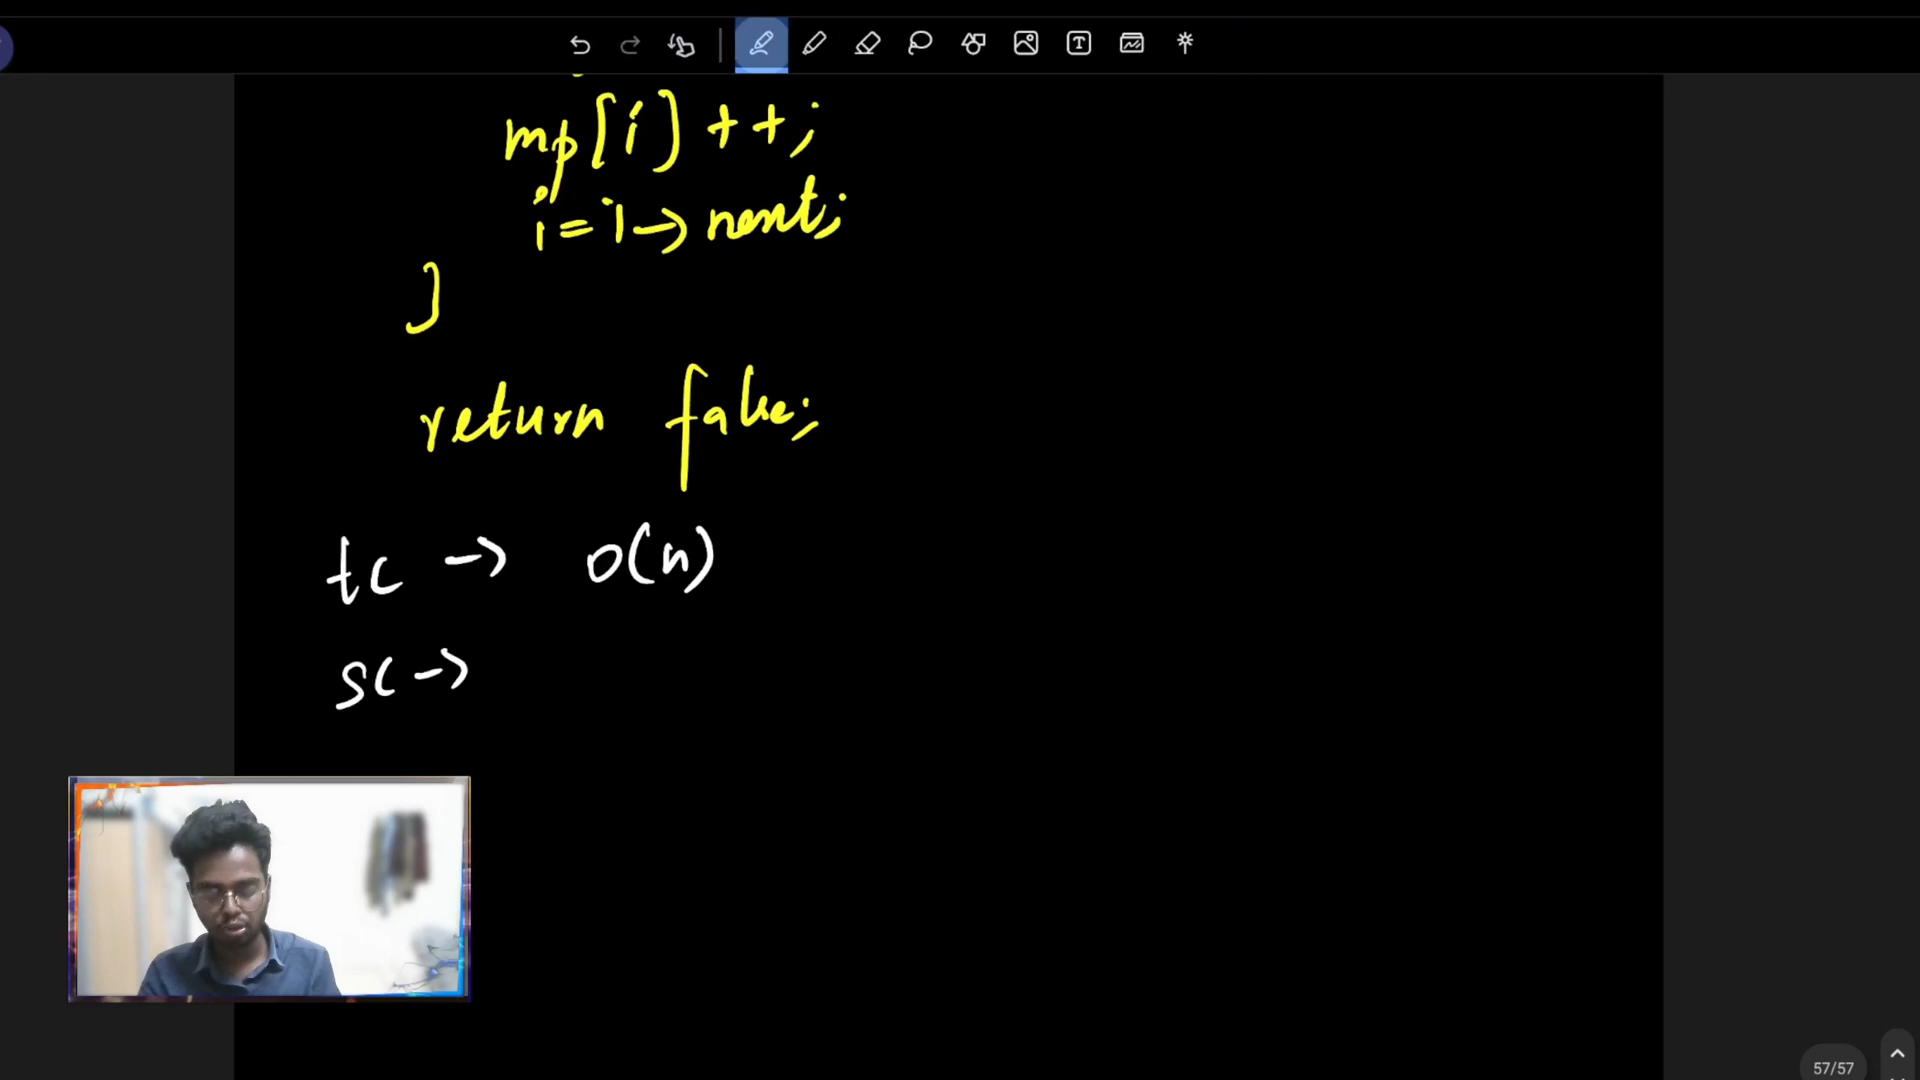 mp[i]++;
i=i->next;
}
return false;
tc -> O(n)
sc ->
57/57